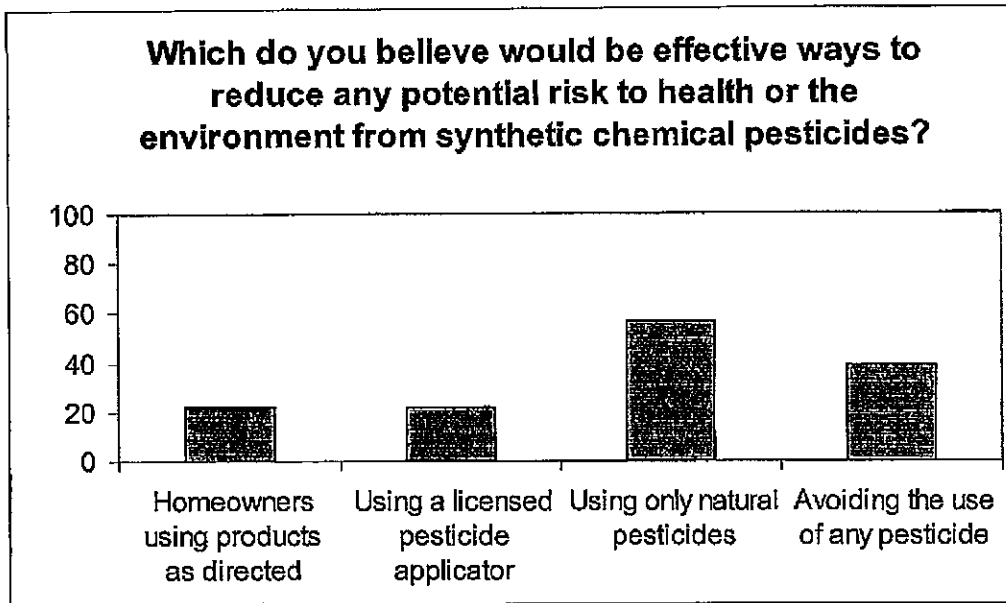 Which do you believe would be effective ways to
reduce any potential risk to health or the
environment from synthetic chemical pesticides?
100
80
60
40
20
0
Homeowners
using products
as directed
Using a licensed
pesticide
applicator
Using only natural
pesticides
Avoiding the use
of any pesticide